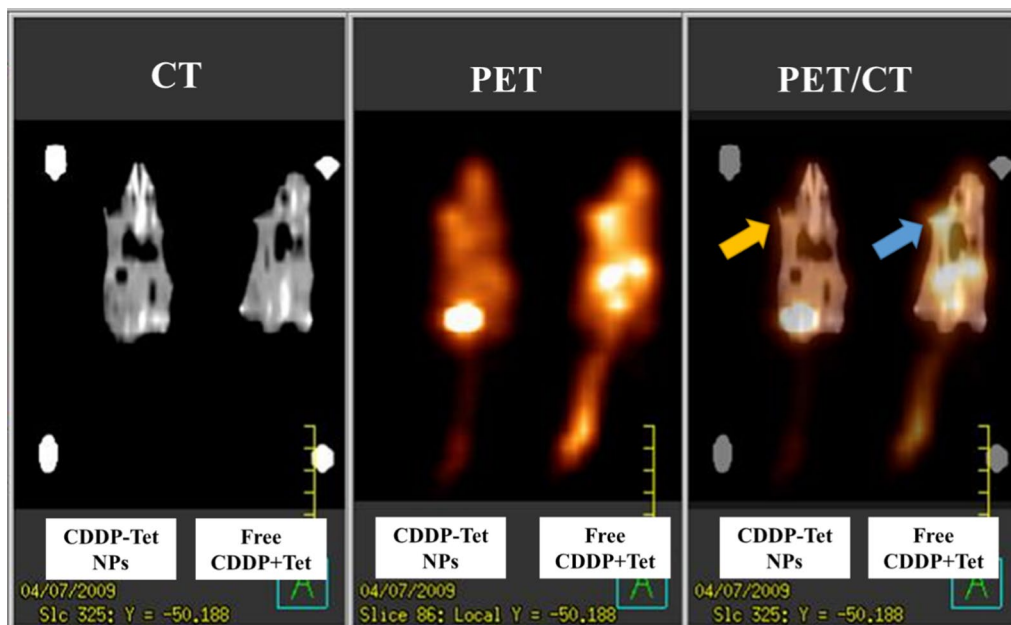 CT
PET
PET/CT
CDDP-Tet
NPs
Free
CDDP+Tet
CDDP-Tet
NPs
Free
CDDP+Tet
CDDP-Tet
NPs
Free
CDDP+Tet
A
A
A
04/07/2009
Slc 325: Y = -50.188
04/07/2009
Slice 86: Local Y = -50.188
04/07/2009
Slc 325: Y = -50.188